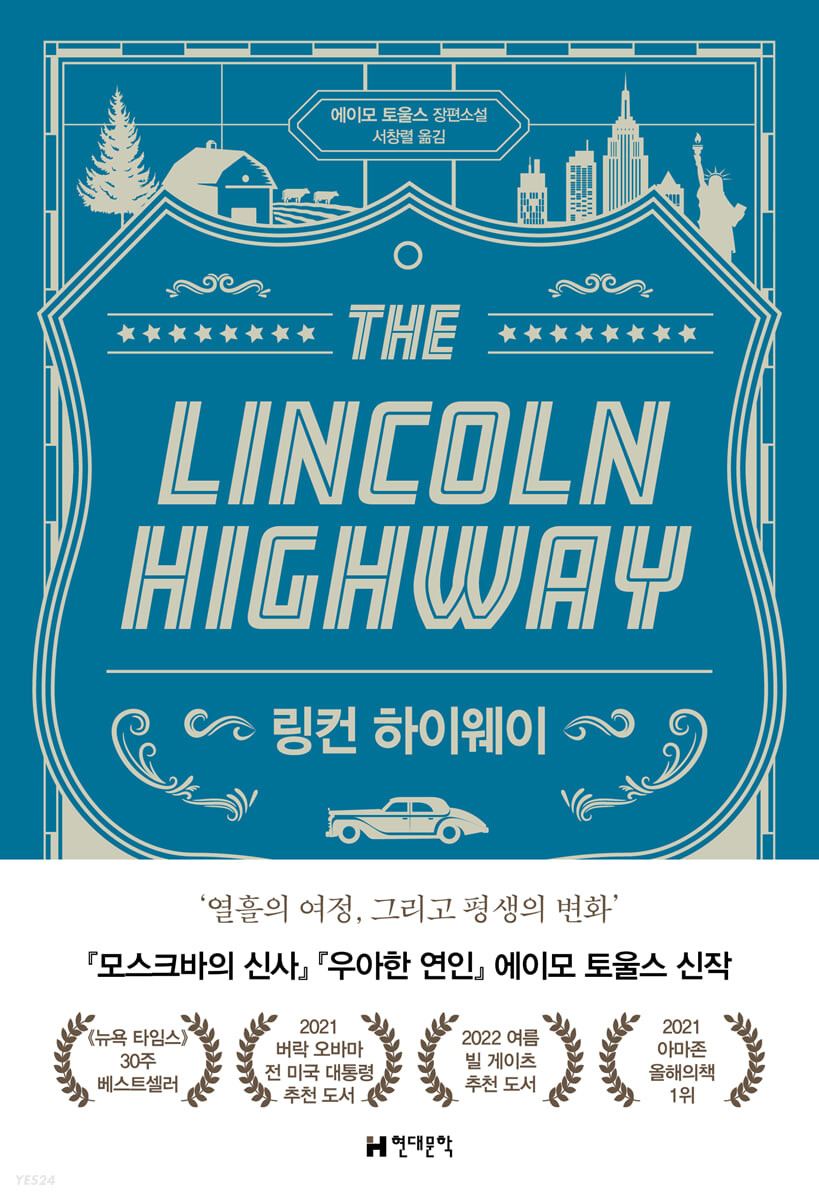 에이모 토울스 장편소설
서창렬 옮김
THE
LINCOLN
HIGHWAY
링컨 하이웨이
‘열흘의 여정, 그리고 평생의 변화’
『모스크바의 신사』『우아한 연인』 에이모 토울스 신작
《뉴욕 타임스》
30주
베스트셀러
2021
버락 오바마
전 미국 대통령
추천 도서
2022 여름
빌 게이츠
추천 도서
2021
아마존
올해의책
1위
현대문학
YES24